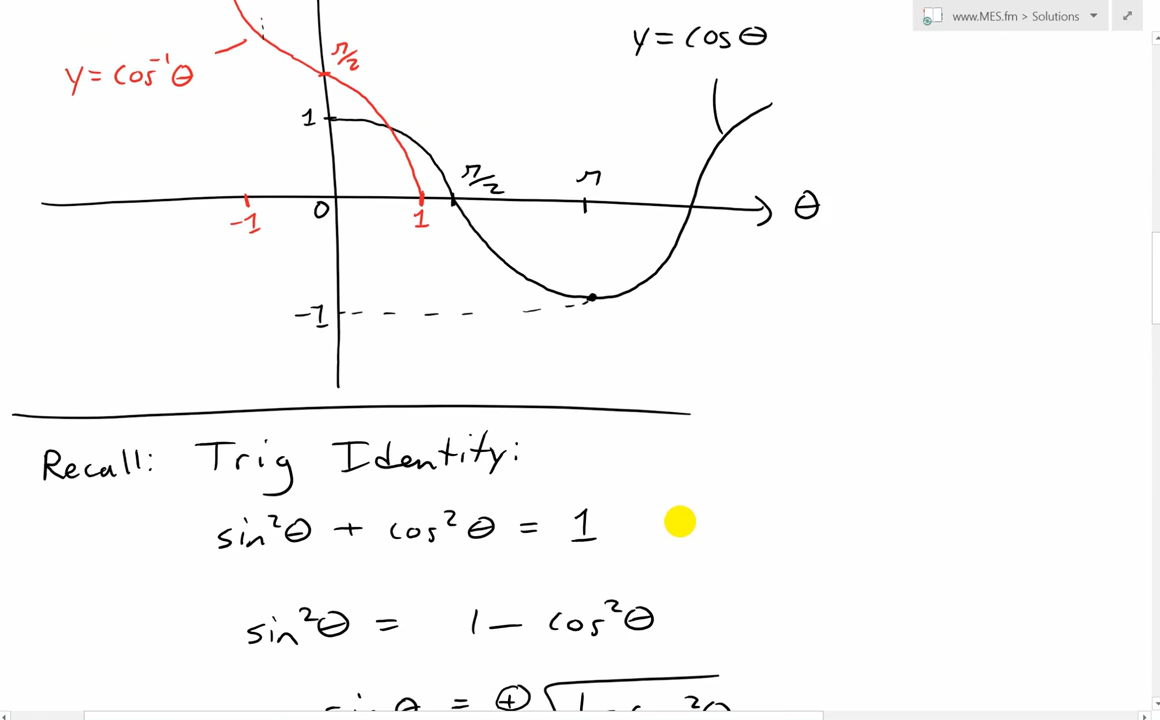 www.MES.fm > Solutions
y = cos θ
y = cos⁻¹θ
π/2
1
π/2
π
θ
0
-1
1
-1
Recall: Trig Identity:
sin²θ + cos²θ = 1
sin²θ = 1 - cos²θ